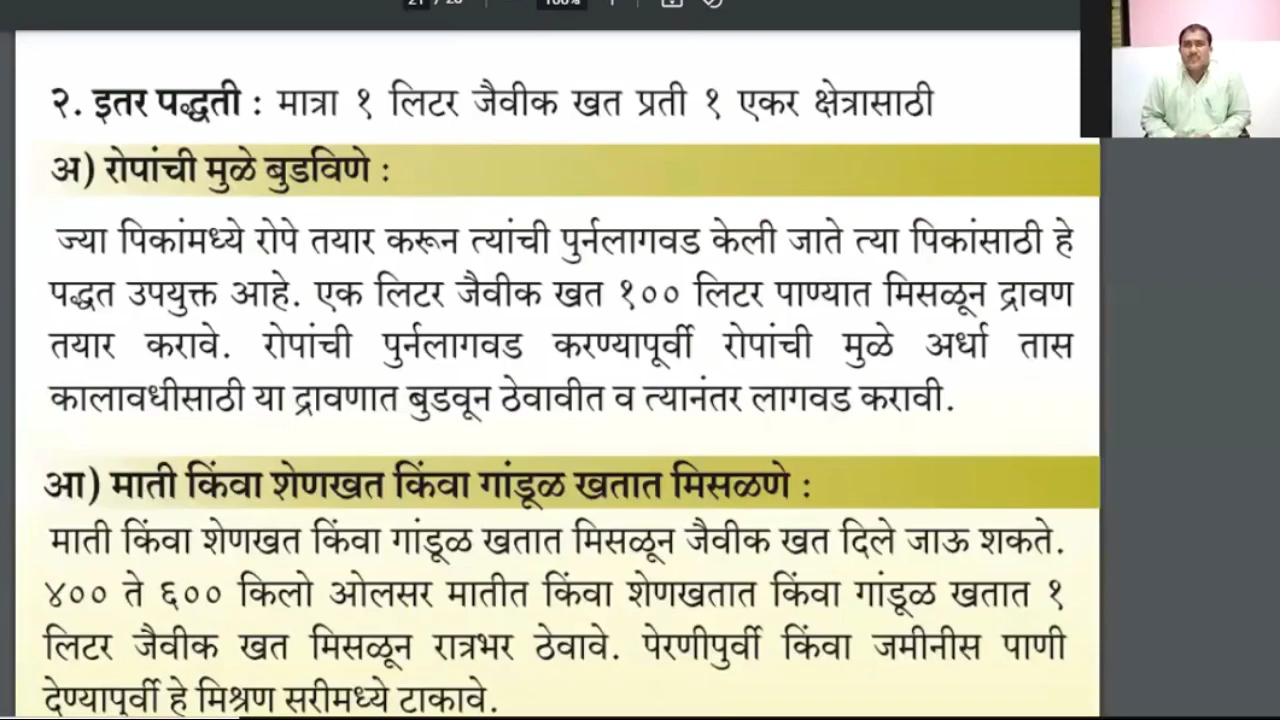 100%
२. इतर पद्धती : मात्रा १ लिटर जैवीक खत प्रती १ एकर क्षेत्रासाठी
अ) रोपांची मुळे बुडविणे :
ज्या पिकांमध्ये रोपे तयार करून त्यांची पुर्नलागवड केली जाते त्या पिकांसाठी हे
पद्धत उपयुक्त आहे. एक लिटर जैवीक खत १०० लिटर पाण्यात मिसळून द्रावण
तयार करावे. रोपांची पुर्नलागवड करण्यापूर्वी रोपांची मुळे अर्धा तास
कालावधीसाठी या द्रावणात बुडवून ठेवावीत व त्यानंतर लागवड करावी.
आ) माती किंवा शेणखत किंवा गांडूळ खतात मिसळणे :
माती किंवा शेणखत किंवा गांडूळ खतात मिसळून जैवीक खत दिले जाऊ शकते.
४०० ते ६०० किलो ओलसर मातीत किंवा शेणखतात किंवा गांडूळ खतात १
लिटर जैवीक खत मिसळून रात्रभर ठेवावे. पेरणीपुर्वी किंवा जमीनीस पाणी
देण्यापुर्वी हे मिश्रण सरीमध्ये टाकावे.